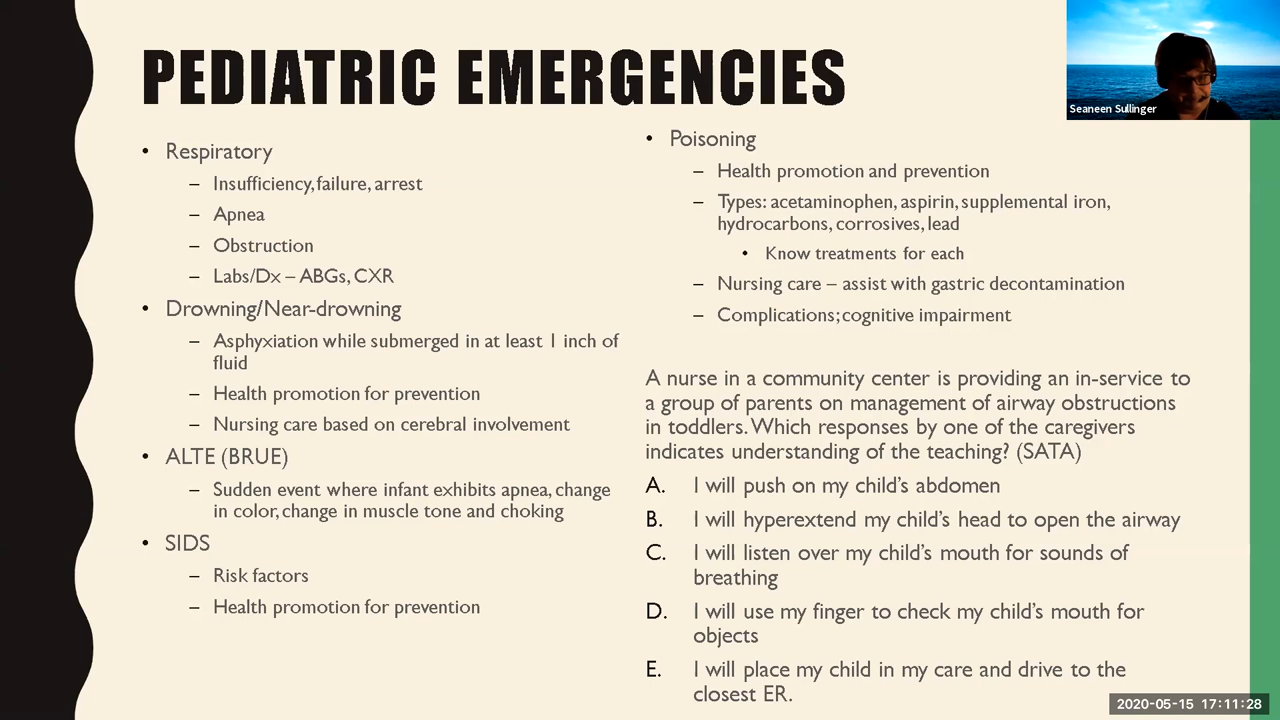 PEDIATRIC EMERGENCIES
Seaneen Sullinger
• Respiratory
– Insufficiency, failure, arrest
– Apnea
– Obstruction
– Labs/Dx – ABGs, CXR
• Drowning/Near-drowning
– Asphyxiation while submerged in at least 1 inch of
fluid
– Health promotion for prevention
– Nursing care based on cerebral involvement
• ALTE (BRUE)
– Sudden event where infant exhibits apnea, change
in color, change in muscle tone and choking
• SIDS
– Risk factors
– Health promotion for prevention
• Poisoning
– Health promotion and prevention
– Types: acetaminophen, aspirin, supplemental iron,
hydrocarbons, corrosives, lead
• Know treatments for each
– Nursing care – assist with gastric decontamination
– Complications; cognitive impairment
A nurse in a community center is providing an in-service to
a group of parents on management of airway obstructions
in toddlers. Which responses by one of the caregivers
indicates understanding of the teaching? (SATA)
A. I will push on my child's abdomen
B. I will hyperextend my child's head to open the airway
C. I will listen over my child's mouth for sounds of
breathing
D. I will use my finger to check my child's mouth for
objects
E. I will place my child in my care and drive to the
closest ER.
2020-05-15 17:11:28